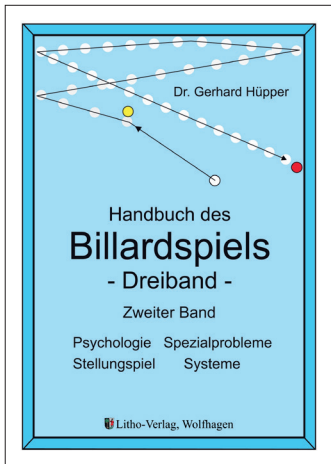 Dr. Gerhard Hüpper
Handbuch des
Billardspiels
- Dreiband -
Zweiter Band
Psychologie Spezialprobleme
Stellungspiel Systeme
Litho-Verlag, Wolfhagen